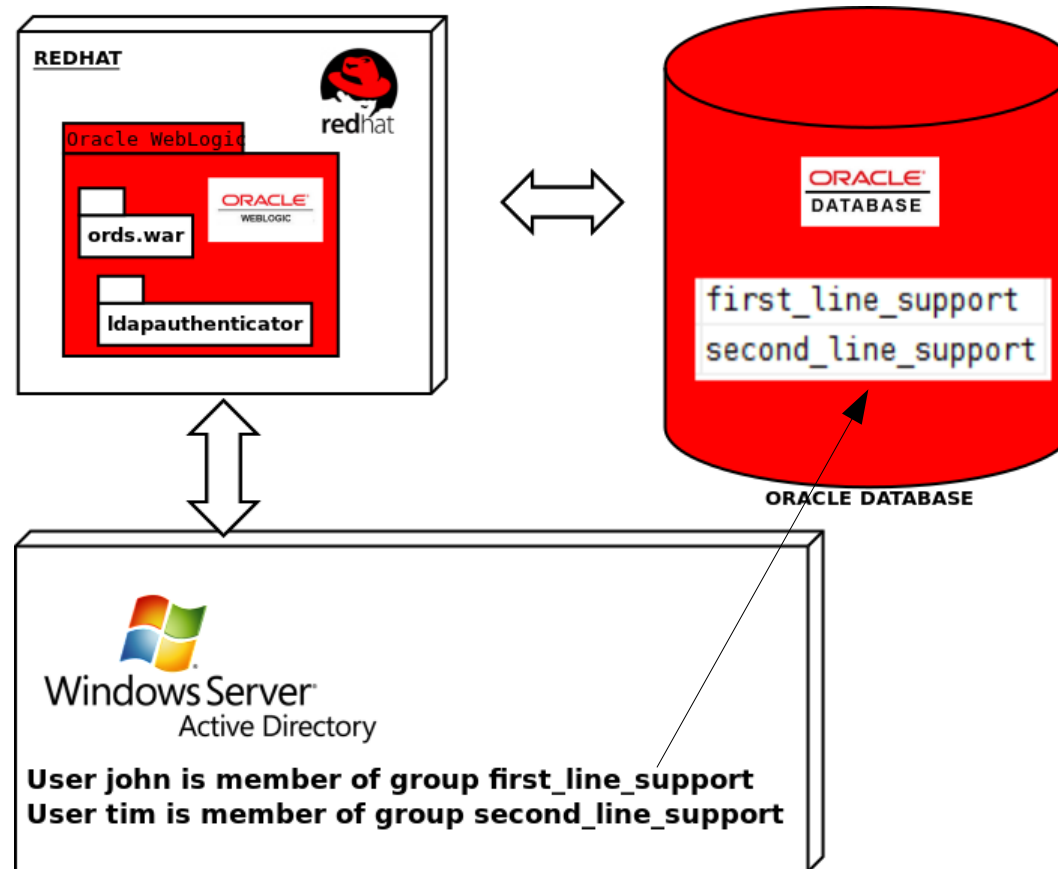 REDHAT
redhat
Oracle WebLogic
ORACLE
WEBLOGIC
ords.war
ldapauthenticator
ORACLE
DATABASE
first_line_support
second_line_support
ORACLE DATABASE
Windows Server
Active Directory
User john is member of group first_line_support
User tim is member of group second_line_support